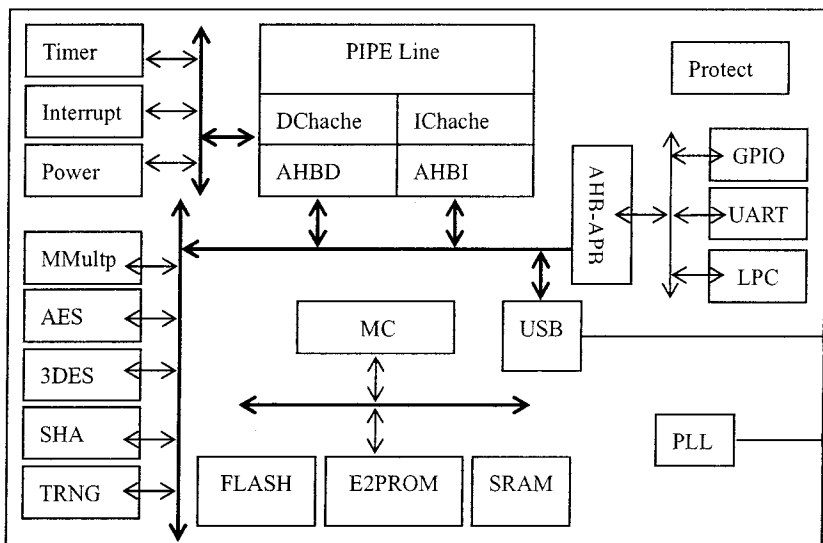 Timer
Interrupt
Power
PIPE Line
DChache
IChache
AHBD
AHBI
Protect
AHB-APB
GPIO
UART
LPC
MMultp
AES
3DES
SHA
TRNG
MC
USB
FLASH
E2PROM
SRAM
PLL